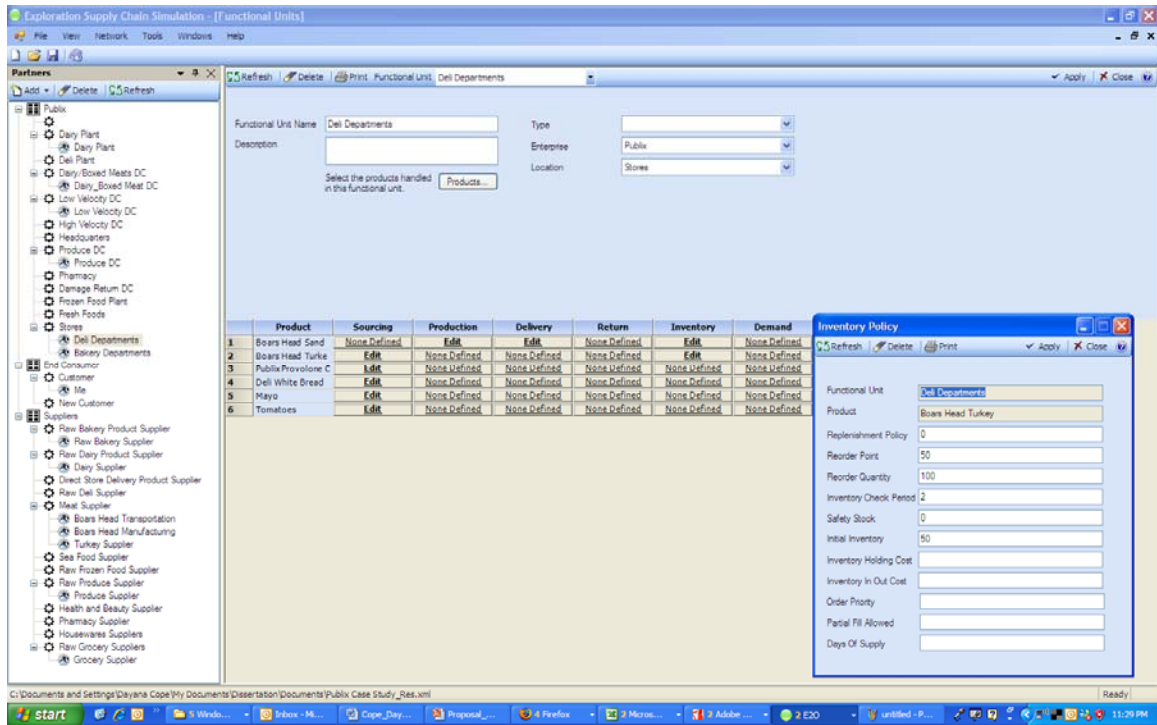 Exploration Supply Chain Simulation - [Functional Units]
File View Network Tools Windows Help
Partners
Add Delete Refresh
Publix
Dairy Plant
Dairy Plant
Deli Plant
Dairy/Boxed Meats DC
Dairy_Boxed Meat DC
Low Velocity DC
Low Velocity DC
High Velocity DC
Headquarters
Produce DC
Produce DC
Pharmacy
Damage Return DC
Frozen Food Plant
Fresh Foods
Stores
Deli Departments
Bakery Departments
End Consumor
Customer
Me
New Customer
Suppliers
Raw Bakery Product Supplier
Raw Bakery Supplier
Raw Dairy Product Supplier
Dairy Supplier
Direct Store Delivery Product Supplier
Raw Deli Supplier
Meat Supplier
Boars Head Transportation
Boars Head Manufacturing
Turkey Supplier
Sea Food Supplier
Raw Frozen Food Supplier
Raw Produce Supplier
Produce Supplier
Health and Beauty Supplier
Pharmacy Supplier
Housewares Suppliers
Raw Grocery Suppliers
Grocery Supplier
Refresh Delete Print Functional Unit Deli Departments Apply Close
Functional Unit Name Deli Departments Type
Description Enterprise Publix
Location Stores
Select the products handled
in this functional unit. Products...
Product Sourcing Production Delivery Return Inventory Demand
1 Boars Head Sand None Defined Edit Edit None Defined Edit None Defined
2 Boars Head Turke Edit None Defined None Defined None Defined Edit None Defined
3 Publix Provolone C Edit None Defined None Defined None Defined None Defined None Defined
4 Deli White Bread Edit None Defined None Defined None Defined None Defined None Defined
5 Mayo Edit None Defined None Defined None Defined None Defined None Defined
6 Tomatoes Edit None Defined None Defined None Defined None Defined None Defined
Inventory Policy
Refresh Delete Print Apply Close
Functional Unit Deli Departments
Product Boars Head Turkey
Replenishment Policy 0
Reorder Point 50
Reorder Quantity 100
Inventory Check Period 2
Safety Stock 0
Initial Inventory 50
Inventory Holding Cost
Inventory In Out Cost
Order Priority
Partial Fill Allowed
Days Of Supply
C:\Documents and Settings\Dayana Cope\My Documents\Dissertation\Documents\Publix Case Study_Res.xml Ready
start 5 Windo... Inbox - Mi... Cope_Day... Proposal_... 4 Firefox 2 Micros... 2 Adobe ... 2 E2O untitled - P... 11:29 PM